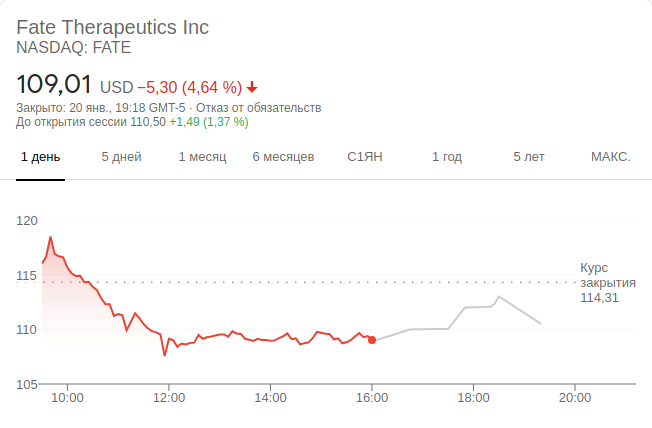 Fate Therapeutics Inc
NASDAQ: FATE
109,01 USD −5,30 (4,64 %)
Закрыто: 20 янв., 19:18 GMT-5 · Отказ от обязательств
До открытия сессии 110,50 +1,49 (1,37 %)
1 день 5 дней 1 месяц 6 месяцев С1ЯН 1 год 5 лет МАКС.
120
Курс
115 закрытия
114,31
110
105
10:00 12:00 14:00 16:00 18:00 20:00